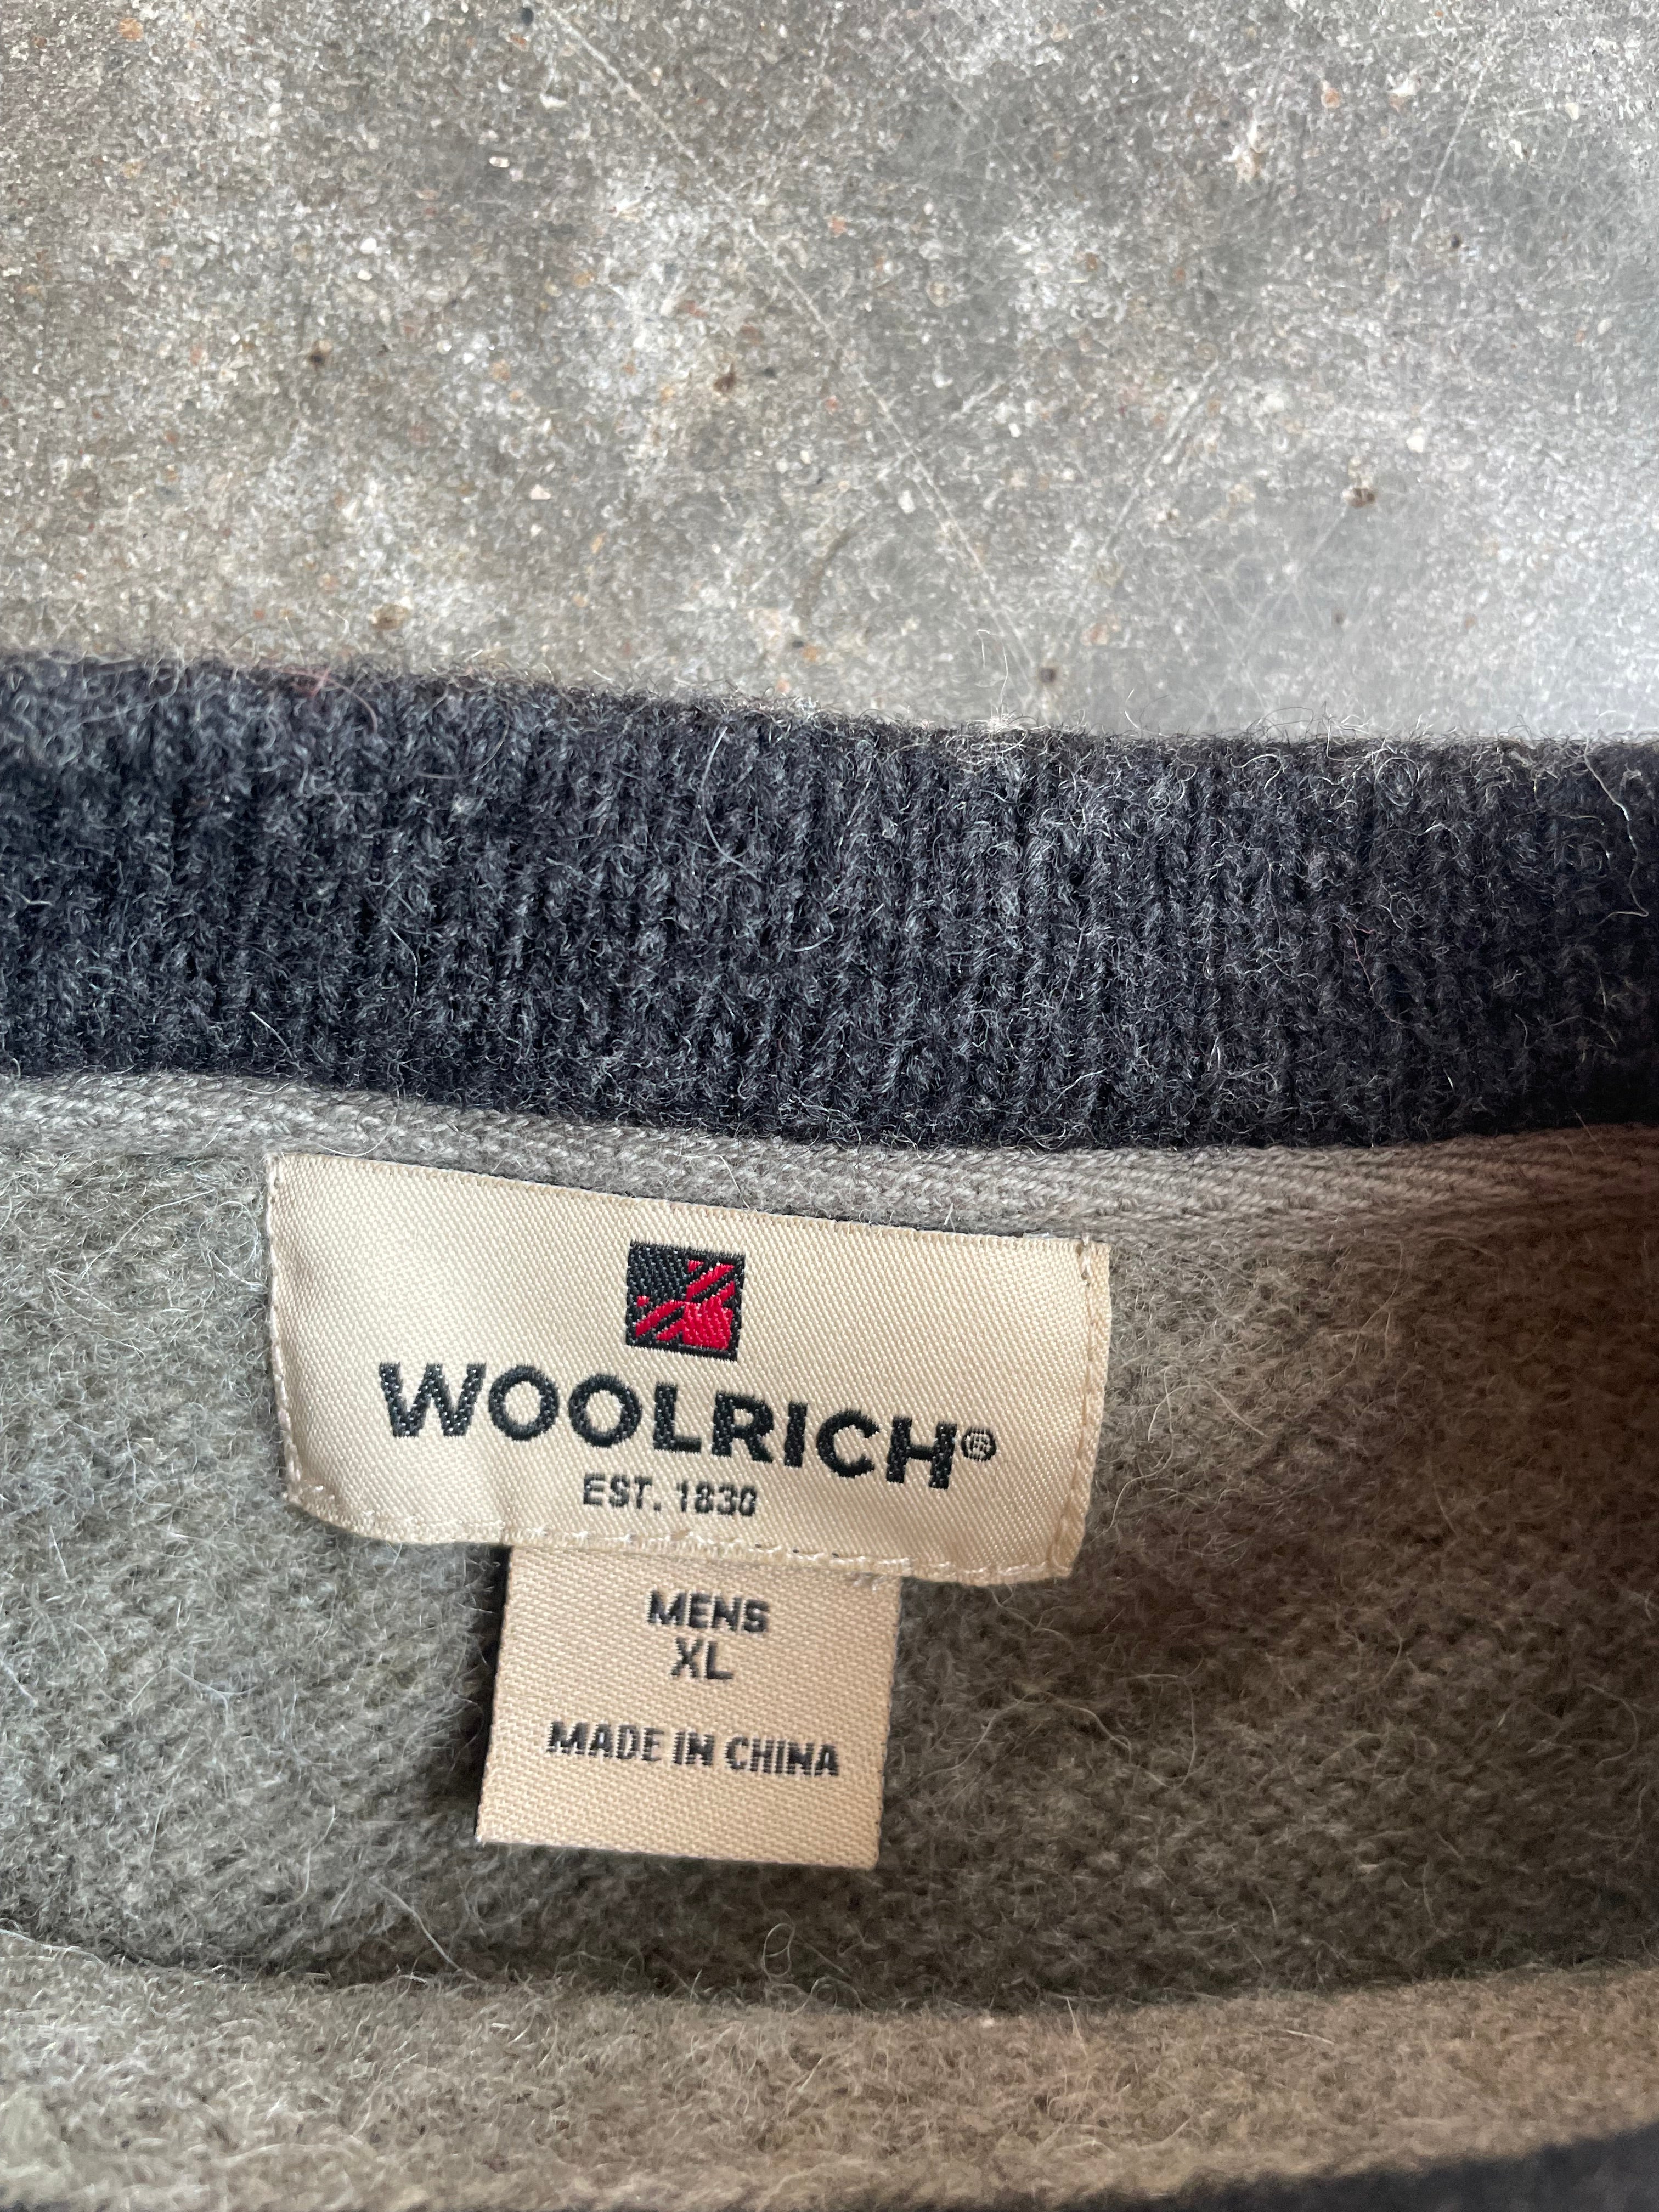 WOOLRICH®
EST. 1830
MENS
XL
MADE IN CHINA